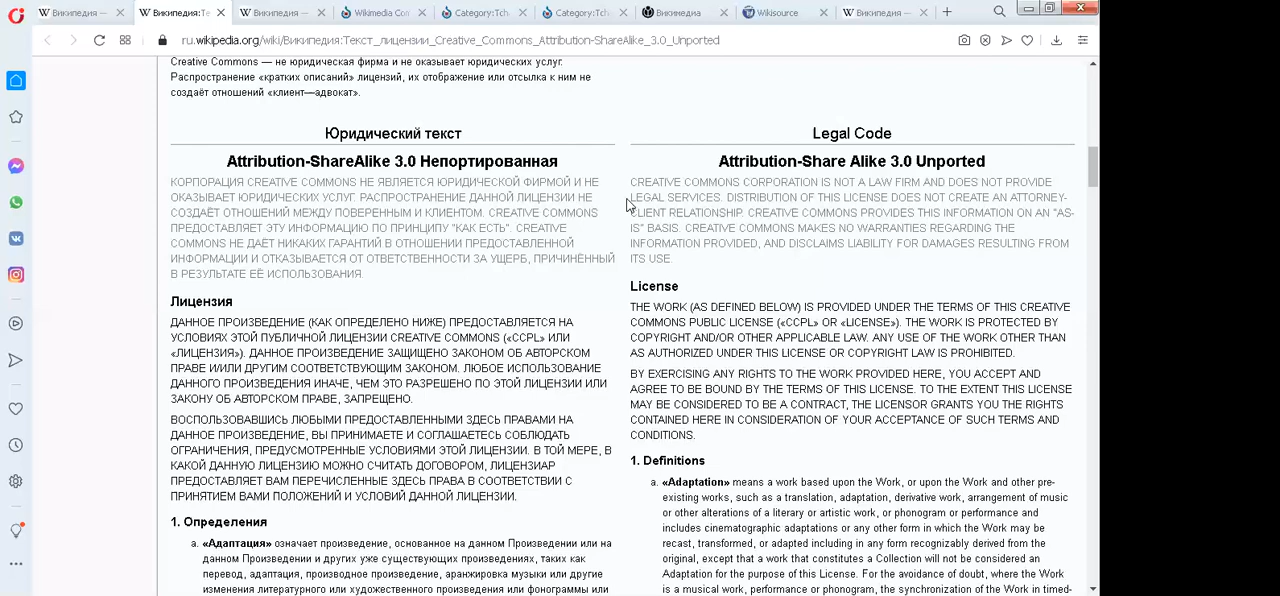 Википедия —
Википедия:Те
Википедия —
Wikimedia Con
Category:Tch
Category:Tch
Викимедиа
Wikisource
Википедия —
ru.wikipedia.org/wiki/Википедия:Текст_лицензии_Creative_Commons_Attribution-ShareAlike_3.0_Unported
Creative Commons — не юридическая фирма и не оказывает юридических услуг.
Распространение «кратких описаний» лицензий, их отображение или отсылка к ним не
создаёт отношений «клиент—адвокат».
Юридический текст
Attribution-ShareAlike 3.0 Непортированная
КОРПОРАЦИЯ CREATIVE COMMONS НЕ ЯВЛЯЕТСЯ ЮРИДИЧЕСКОЙ ФИРМОЙ И НЕ
ОКАЗЫВАЕТ ЮРИДИЧЕСКИХ УСЛУГ. РАСПРОСТРАНЕНИЕ ДАННОЙ ЛИЦЕНЗИИ НЕ
СОЗДАЁТ ОТНОШЕНИЙ МЕЖДУ ПОВЕРЕННЫМ И КЛИЕНТОМ. CREATIVE COMMONS
ПРЕДОСТАВЛЯЕТ ЭТУ ИНФОРМАЦИЮ ПО ПРИНЦИПУ "КАК ЕСТЬ". CREATIVE
COMMONS НЕ ДАЁТ НИКАКИХ ГАРАНТИЙ В ОТНОШЕНИИ ПРЕДОСТАВЛЕННОЙ
ИНФОРМАЦИИ И ОТКАЗЫВАЕТСЯ ОТ ОТВЕТСТВЕННОСТИ ЗА УЩЕРБ, ПРИЧИНЁННЫЙ
В РЕЗУЛЬТАТЕ ЕЁ ИСПОЛЬЗОВАНИЯ.
Лицензия
ДАННОЕ ПРОИЗВЕДЕНИЕ (КАК ОПРЕДЕЛЕНО НИЖЕ) ПРЕДОСТАВЛЯЕТСЯ НА
УСЛОВИЯХ ЭТОЙ ПУБЛИЧНОЙ ЛИЦЕНЗИИ CREATIVE COMMONS («CCPL» ИЛИ
«ЛИЦЕНЗИЯ»). ДАННОЕ ПРОИЗВЕДЕНИЕ ЗАЩИЩЕНО ЗАКОНОМ ОБ АВТОРСКОМ
ПРАВЕ ИИЛИ ДРУГИМ СООТВЕТСТВУЮЩИМ ЗАКОНОМ. ЛЮБОЕ ИСПОЛЬЗОВАНИЕ
ДАННОГО ПРОИЗВЕДЕНИЯ ИНАЧЕ, ЧЕМ ЭТО РАЗРЕШЕНО ПО ЭТОЙ ЛИЦЕНЗИИ ИЛИ
ЗАКОНУ ОБ АВТОРСКОМ ПРАВЕ, ЗАПРЕЩЕНО.
ВОСПОЛЬЗОВАВШИСЬ ЛЮБЫМИ ПРЕДОСТАВЛЕННЫМИ ЗДЕСЬ ПРАВАМИ НА
ДАННОЕ ПРОИЗВЕДЕНИЕ, ВЫ ПРИНИМАЕТЕ И СОГЛАШАЕТЕСЬ СОБЛЮДАТЬ
ОГРАНИЧЕНИЯ, ПРЕДУСМОТРЕННЫЕ УСЛОВИЯМИ ЭТОЙ ЛИЦЕНЗИИ. В ТОЙ МЕРЕ, В
КАКОЙ ДАННУЮ ЛИЦЕНЗИЮ МОЖНО СЧИТАТЬ ДОГОВОРОМ, ЛИЦЕНЗИАР
ПРЕДОСТАВЛЯЕТ ВАМ ПЕРЕЧИСЛЕННЫЕ ЗДЕСЬ ПРАВА В СООТВЕТСТВИИ С
ПРИНЯТИЕМ ВАМИ ПОЛОЖЕНИЙ И УСЛОВИЙ ДАННОЙ ЛИЦЕНЗИИ.
1. Определения
a. «Адаптация» означает произведение, основанное на данном Произведении или на
данном Произведении и других уже существующих произведениях, таких как
перевод, адаптация, производное произведение, аранжировка музыки или другие
изменения литературного или художественного произведения или фонограммы или
Legal Code
Attribution-Share Alike 3.0 Unported
CREATIVE COMMONS CORPORATION IS NOT A LAW FIRM AND DOES NOT PROVIDE
LEGAL SERVICES. DISTRIBUTION OF THIS LICENSE DOES NOT CREATE AN ATTORNEY-
CLIENT RELATIONSHIP. CREATIVE COMMONS PROVIDES THIS INFORMATION ON AN "AS-
IS" BASIS. CREATIVE COMMONS MAKES NO WARRANTIES REGARDING THE
INFORMATION PROVIDED, AND DISCLAIMS LIABILITY FOR DAMAGES RESULTING FROM
ITS USE.
License
THE WORK (AS DEFINED BELOW) IS PROVIDED UNDER THE TERMS OF THIS CREATIVE
COMMONS PUBLIC LICENSE («CCPL» OR «LICENSE»). THE WORK IS PROTECTED BY
COPYRIGHT AND/OR OTHER APPLICABLE LAW. ANY USE OF THE WORK OTHER THAN
AS AUTHORIZED UNDER THIS LICENSE OR COPYRIGHT LAW IS PROHIBITED.
BY EXERCISING ANY RIGHTS TO THE WORK PROVIDED HERE, YOU ACCEPT AND
AGREE TO BE BOUND BY THE TERMS OF THIS LICENSE. TO THE EXTENT THIS LICENSE
MAY BE CONSIDERED TO BE A CONTRACT, THE LICENSOR GRANTS YOU THE RIGHTS
CONTAINED HERE IN CONSIDERATION OF YOUR ACCEPTANCE OF SUCH TERMS AND
CONDITIONS.
1. Definitions
a. «Adaptation» means a work based upon the Work, or upon the Work and other pre-
existing works, such as a translation, adaptation, derivative work, arrangement of music
or other alterations of a literary or artistic work, or phonogram or performance and
includes cinematographic adaptations or any other form in which the Work may be
recast, transformed, or adapted including in any form recognizably derived from the
original, except that a work that constitutes a Collection will not be considered an
Adaptation for the purpose of this License. For the avoidance of doubt, where the Work
is a musical work, performance or phonogram, the synchronization of the Work in timed-